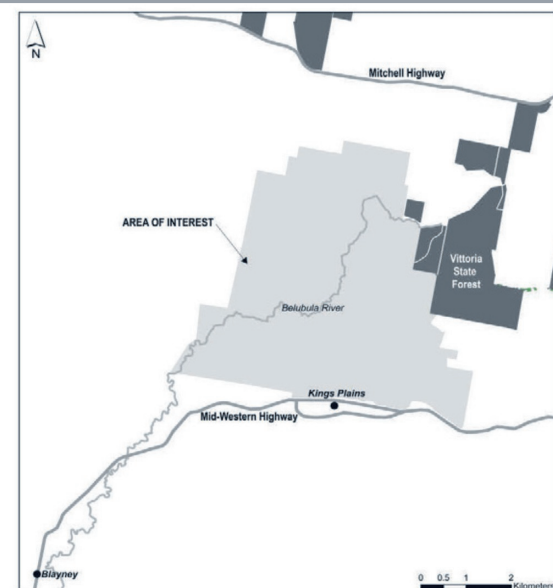 N
Mitchell Highway
AREA OF INTEREST
Vittoria
State
Forest
Belubula River
Kings Plains
Mid-Western Highway
Blayney
0 0.5 1 2
Kilometers